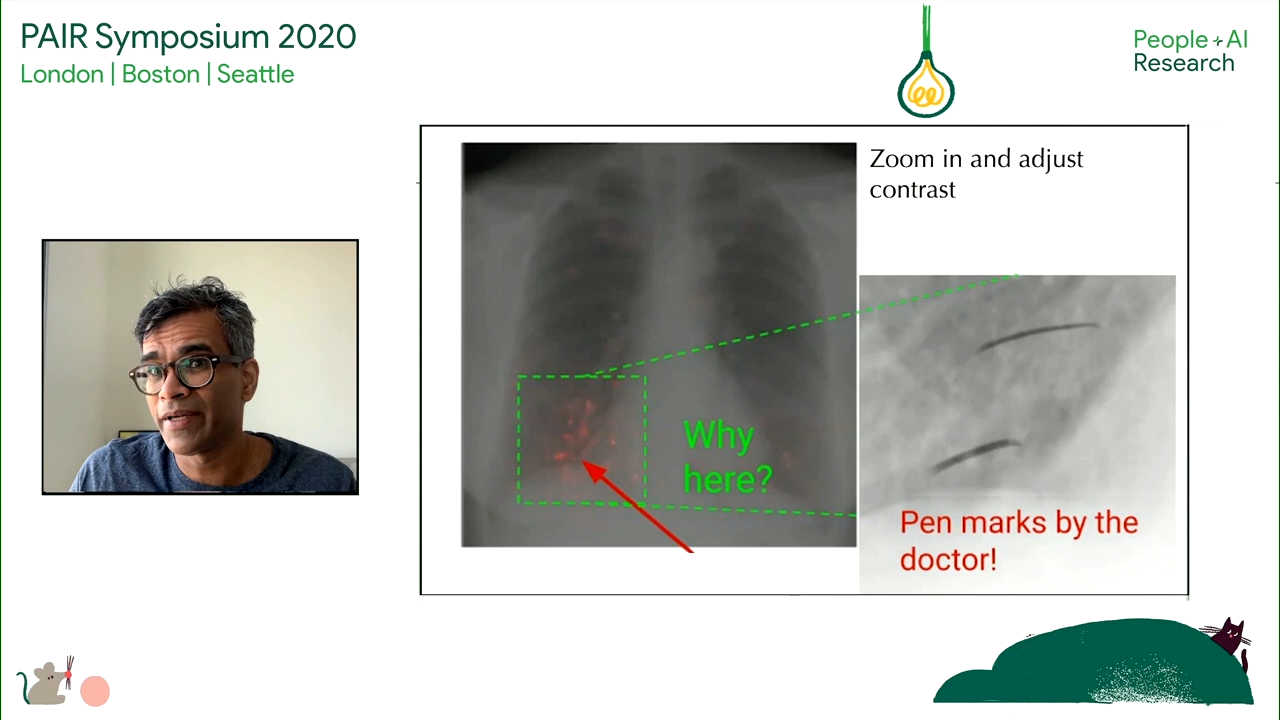 PAIR Symposium 2020
London | Boston | Seattle
People + AI
Research
Zoom in and adjust
contrast
Why
here?
Pen marks by the
doctor!